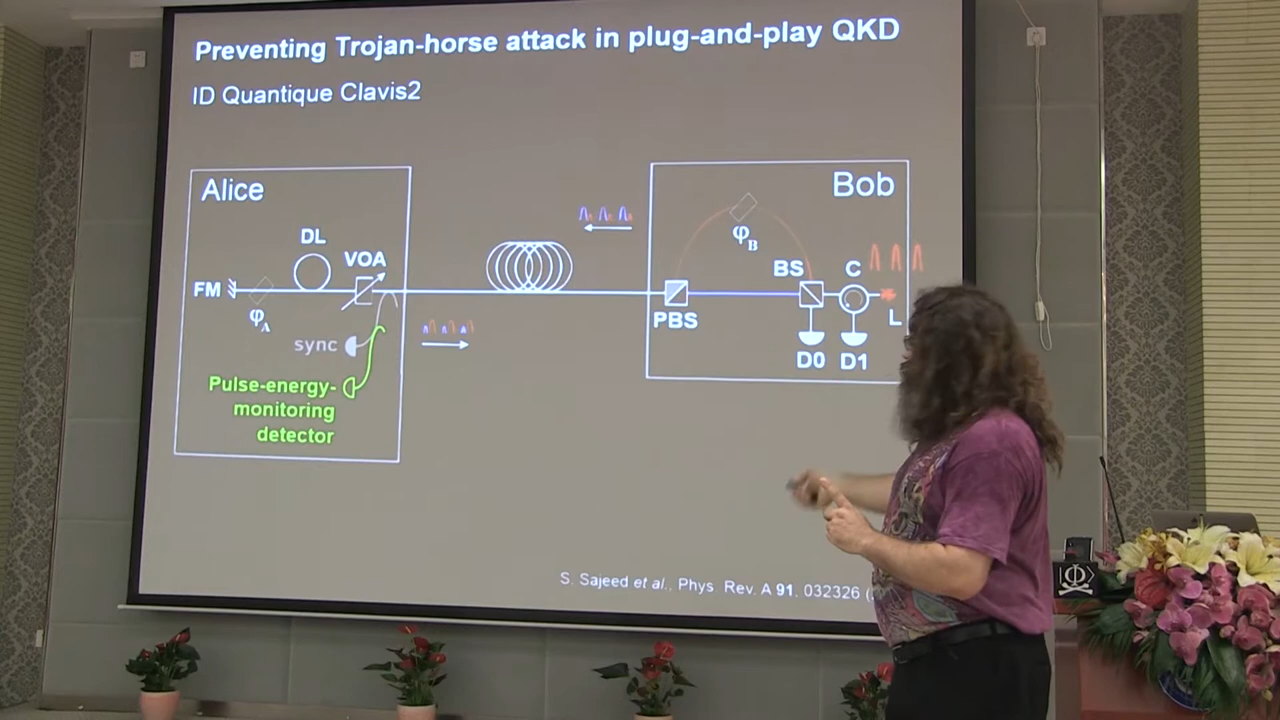 Preventing Trojan-horse attack in plug-and-play QKD
ID Quantique Clavis2
Alice
Bob
DL
VOA
FM
φA
sync
Pulse-energy-
monitoring
detector
φB
BS
C
PBS
L
D0
D1
S. Sajeed et al., Phys. Rev. A 91, 032326 (